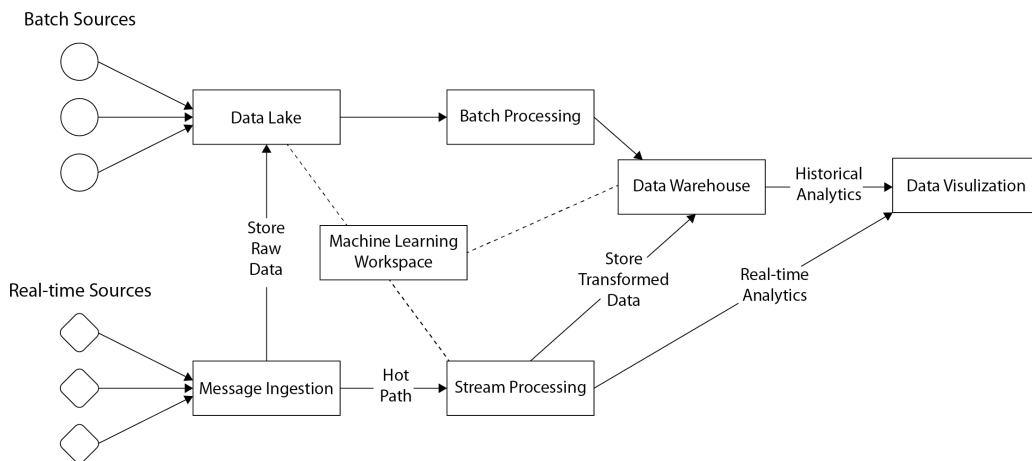 Batch Sources
Data Lake
Batch Processing
Data Warehouse
Historical
Analytics
Data Visulization
Store
Raw
Data
Machine Learning
Workspace
Store
Transformed
Data
Real-time
Analytics
Real-time Sources
Message Ingestion
Hot
Path
Stream Processing